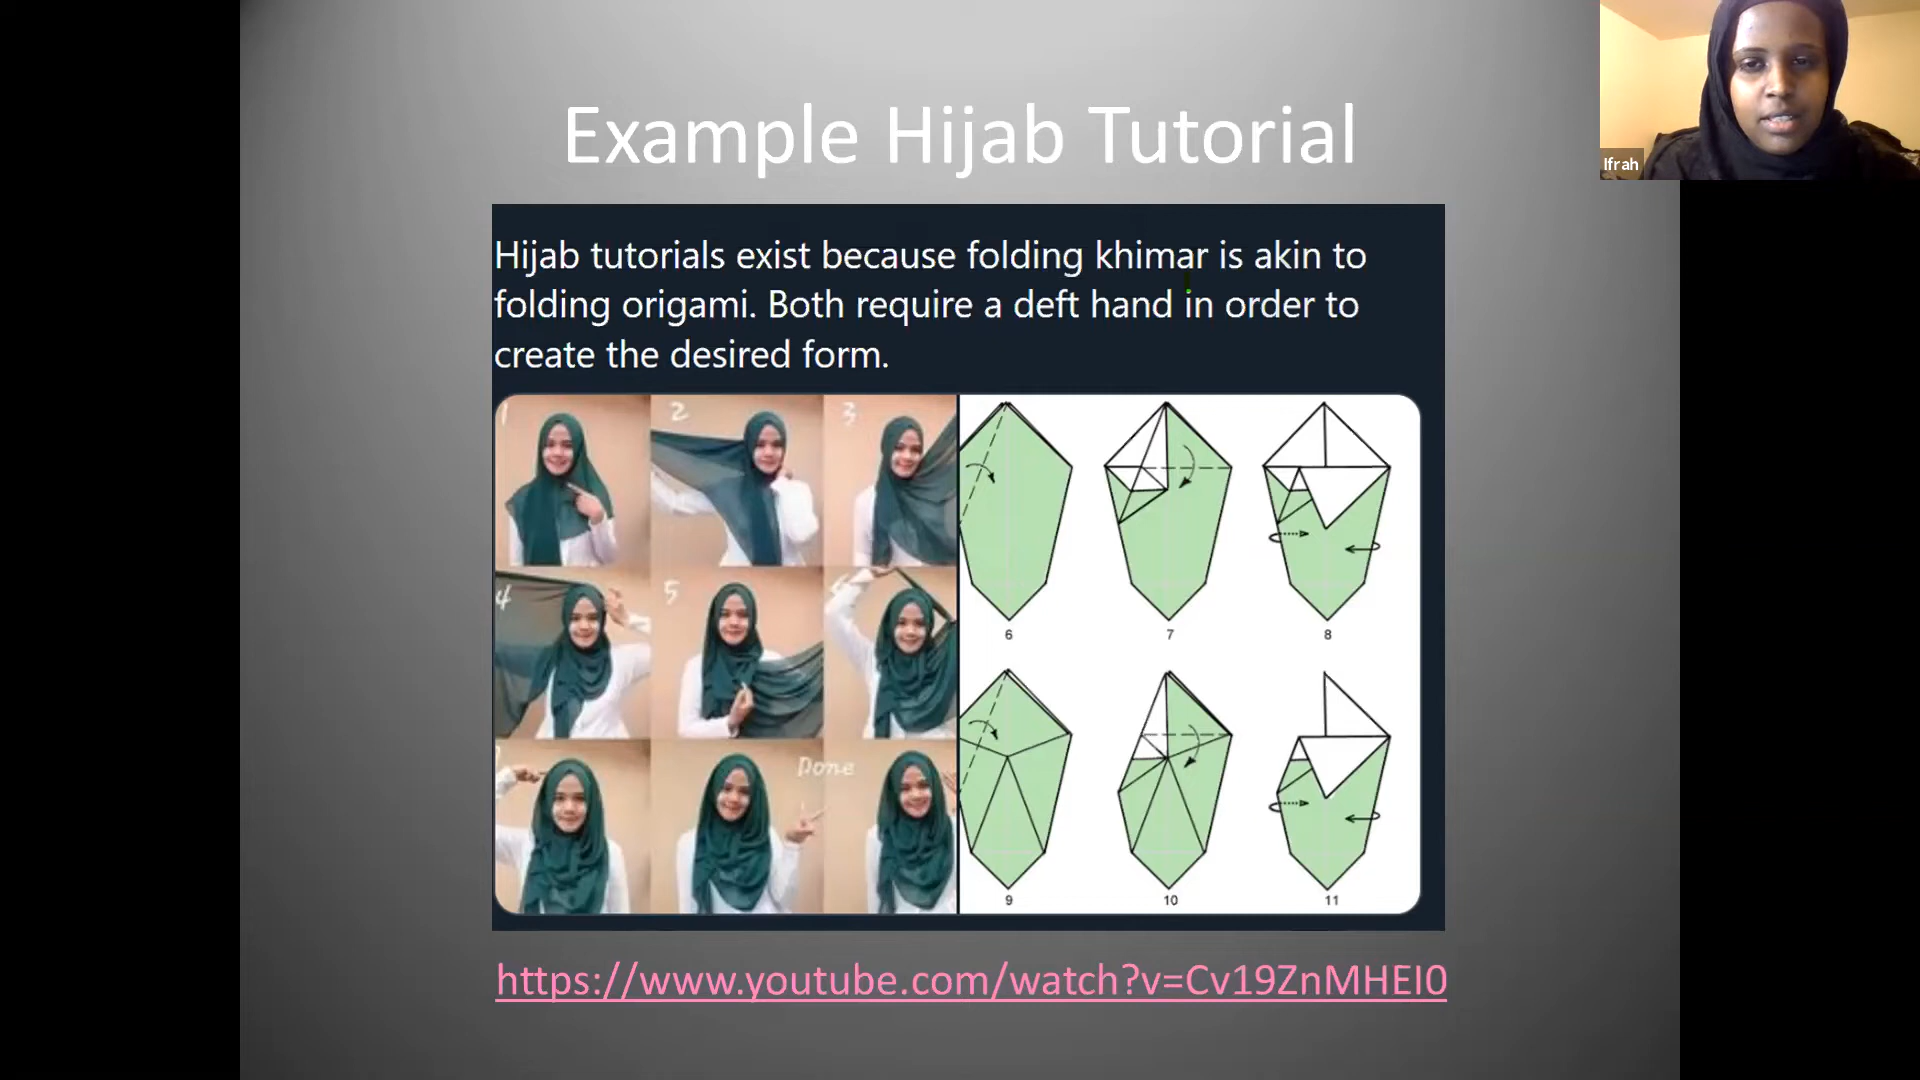 Example Hijab Tutorial
Ifrah
Hijab tutorials exist because folding khimar is akin to
folding origami. Both require a deft hand in order to
create the desired form.
1
2
3
4
5
Done
6
7
8
9
10
11
https://www.youtube.com/watch?v=Cv19ZnMHEI0